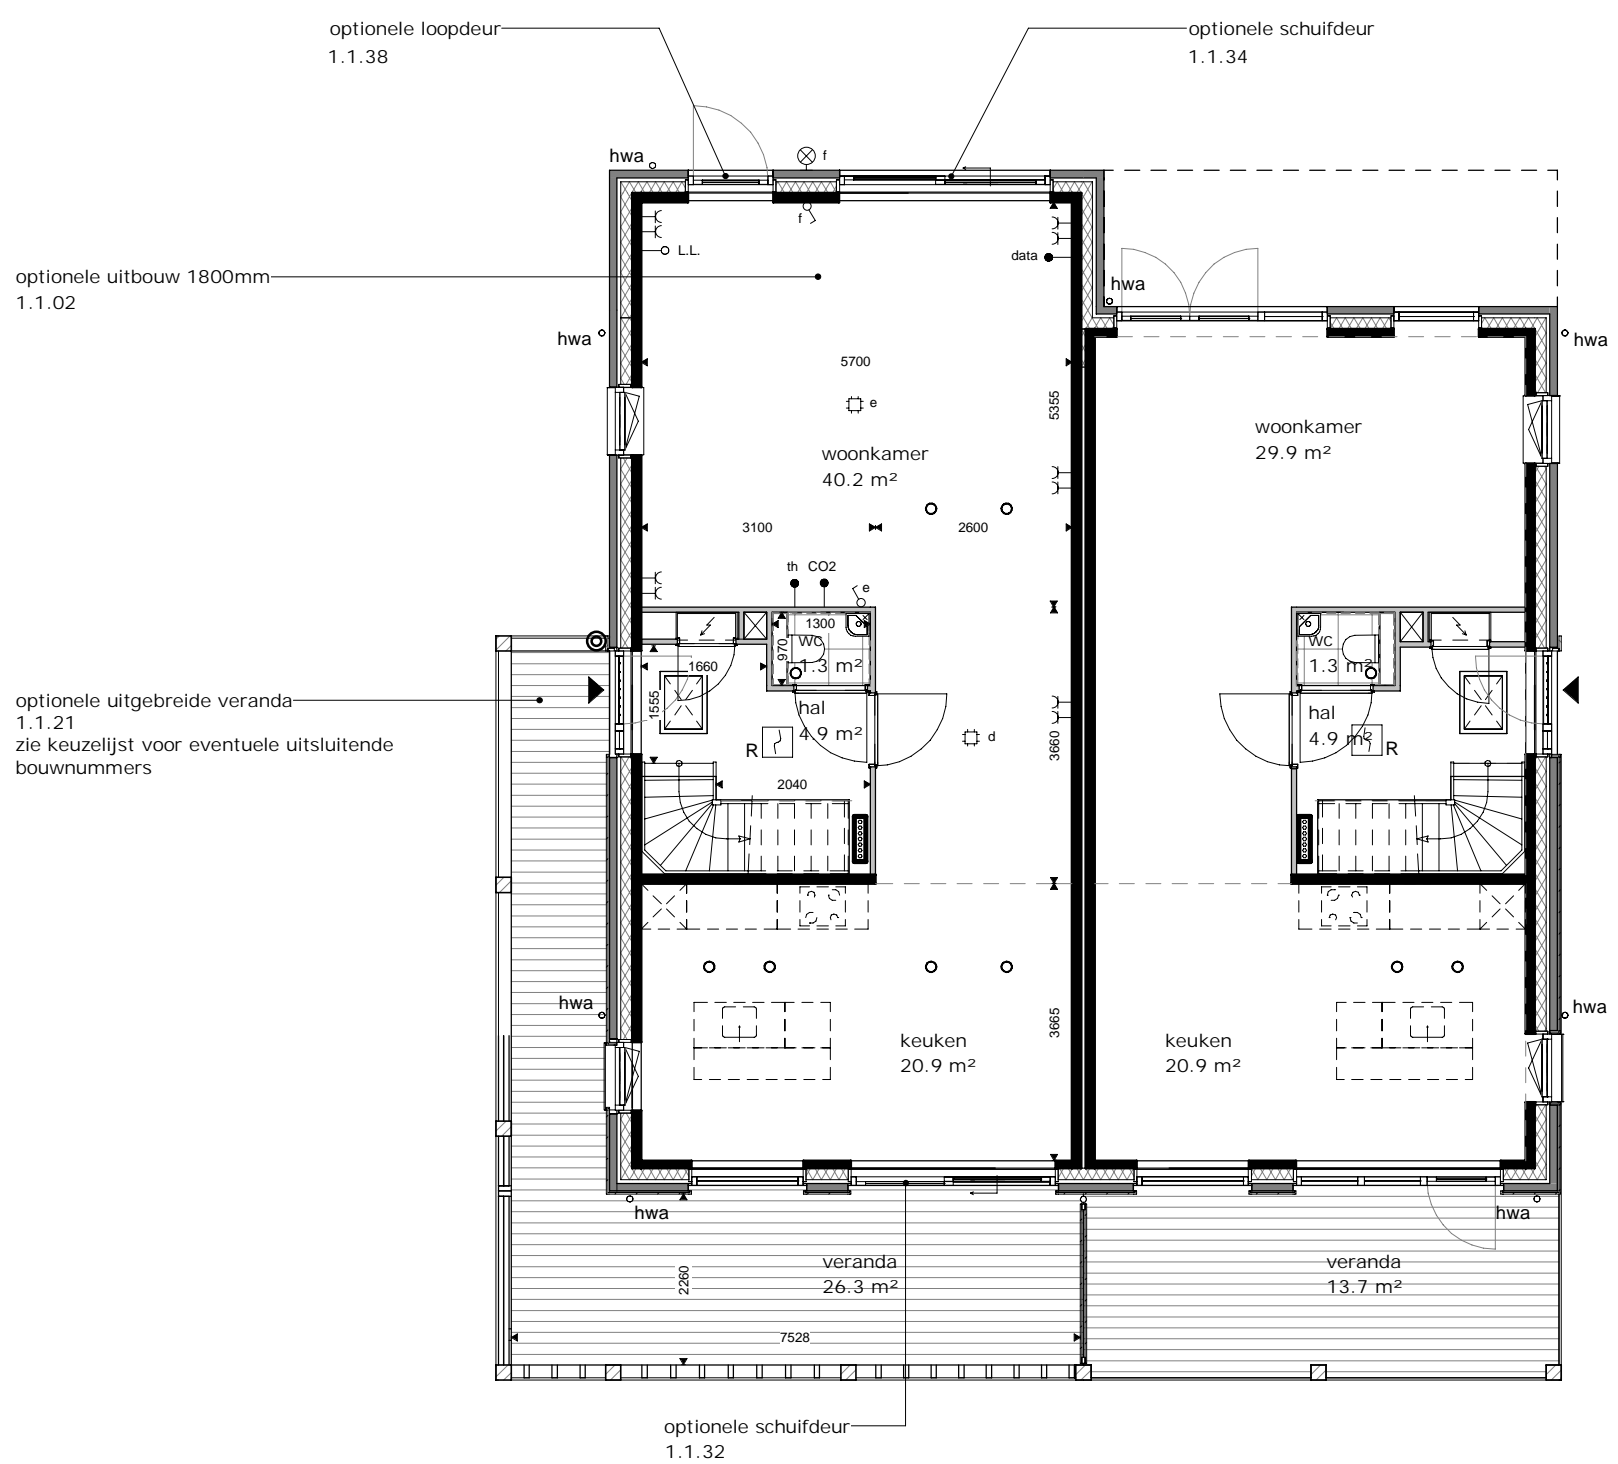 optionele loopdeur
1.1.38
optionele schuifdeur
1.1.34
hwa
f
f
L.L.
data
optionele uitbouw 1800mm
1.1.02
hwa
hwa
hwa
5700
5355
e
woonkamer
40.2 m²
woonkamer
29.9 m²
3100
2600
th
CO2
e
1300
970
wc
1.3 m²
1660
1555
hal
4.9 m²
R
2040
d
3660
wc
1.3 m²
hal
4.9 m²
R
optionele uitgebreide veranda
1.1.21
zie keuzelijst voor eventuele uitsluitende
bouwnummers
hwa
hwa
3665
keuken
20.9 m²
keuken
20.9 m²
hwa
hwa
veranda
26.3 m²
veranda
13.7 m²
2260
7528
optionele schuifdeur
1.1.32